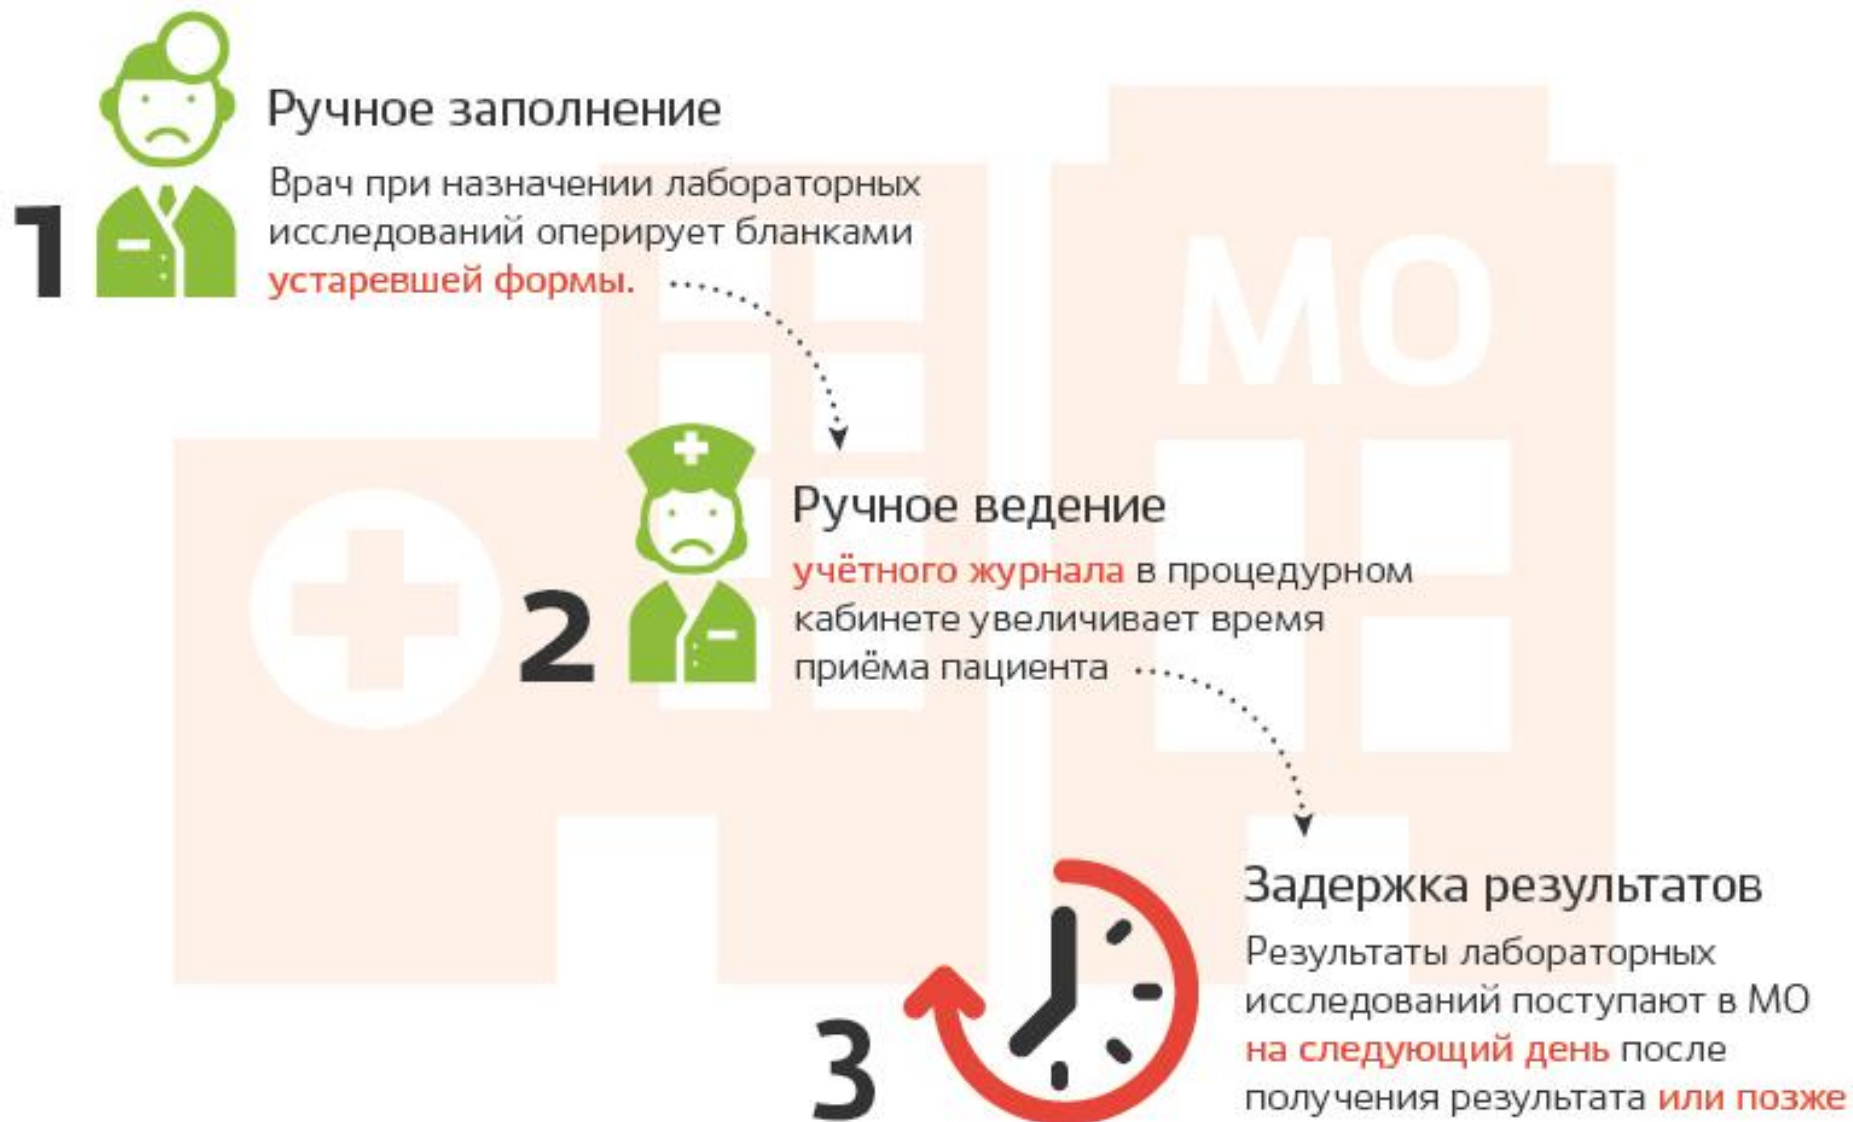 1
Ручное заполнение
Врач при назначении лабораторных
исследований оперирует бланками
устаревшей формы.
МО
2
Ручное ведение
учётного журнала в процедурном
кабинете увеличивает время
приёма пациента
3
Задержка результатов
Результаты лабораторных
исследований поступают в МО
на следующий день после
получения результата или позже